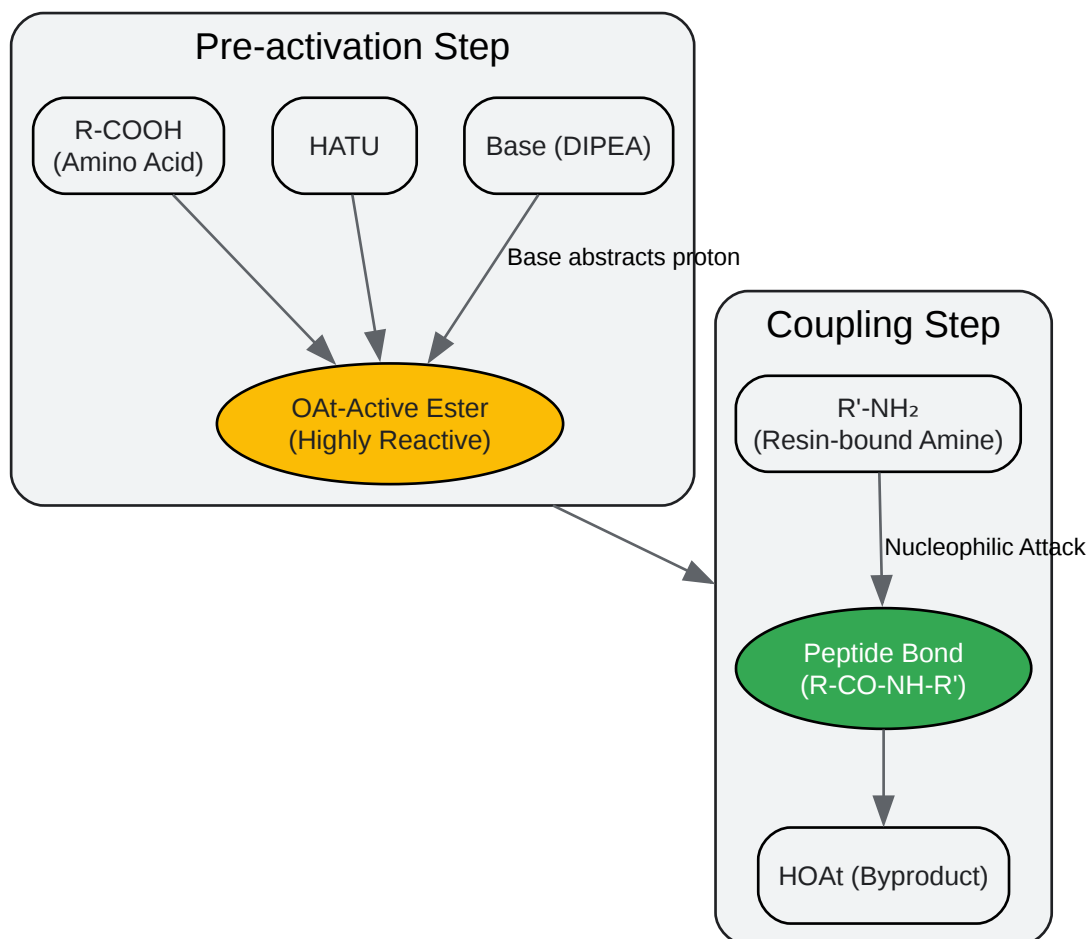 Pre-activation Step
R-COOH
(Amino Acid)
HATU
Base (DIPEA)
Base abstracts proton
OAt-Active Ester
(Highly Reactive)
Coupling Step
R'-NH₂
(Resin-bound Amine)
Nucleophilic Attack
Peptide Bond
(R-CO-NH-R')
HOAt (Byproduct)